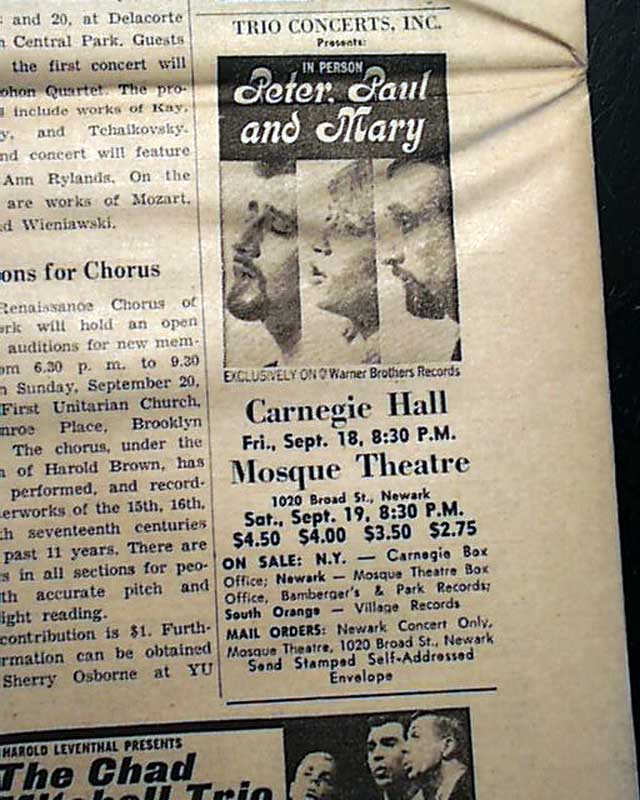 and 20, at Delacorte
Central Park. Guests
the first concert will
ohon Quartet. The pro-
include works of Kay,
and Tchaikovsky.
nd concert will feature
Ann Rylands. On the
are works of Mozart,
Wieniawski.
ons for Chorus
Renaissance Chorus of
rk will hold an open
auditions for new mem-
om 6.30 p. m. to 9.30
Sunday, September 20,
First Unitarian Church,
nroe Place, Brooklyn
The chorus, under the
of Harold Brown, has
performed, and record-
erworks of the 15th, 16th,
th seventeenth centuries
past 11 years. There are
s in all sections for peo-
th accurate pitch and
ight reading.
contribution is $1. Furth-
rmation can be obtained
Sherry Osborne at YU
TRIO CONCERTS, INC.
Presents:
IN PERSON
Peter, Paul
and Mary
EXCLUSIVELY ON Warner Brothers Records
Carnegie Hall
Fri., Sept. 18, 8:30 P.M.
Mosque Theatre
1020 Broad St., Newark
Sat., Sept. 19, 8:30 P.M.
$4.50 $4.00 $3.50 $2.75
ON SALE: N.Y. — Carnegie Box
Office; Newark — Mosque Theatre Box
Office, Bamberger's & Park Records;
South Orange — Village Records
MAIL ORDERS: Newark Concert Only,
Mosque Theatre, 1020 Broad St., Newark
Send Stamped Self-Addressed
Envelope
HAROLD LEVENTHAL PRESENTS
The Chad
Mitchell Trio